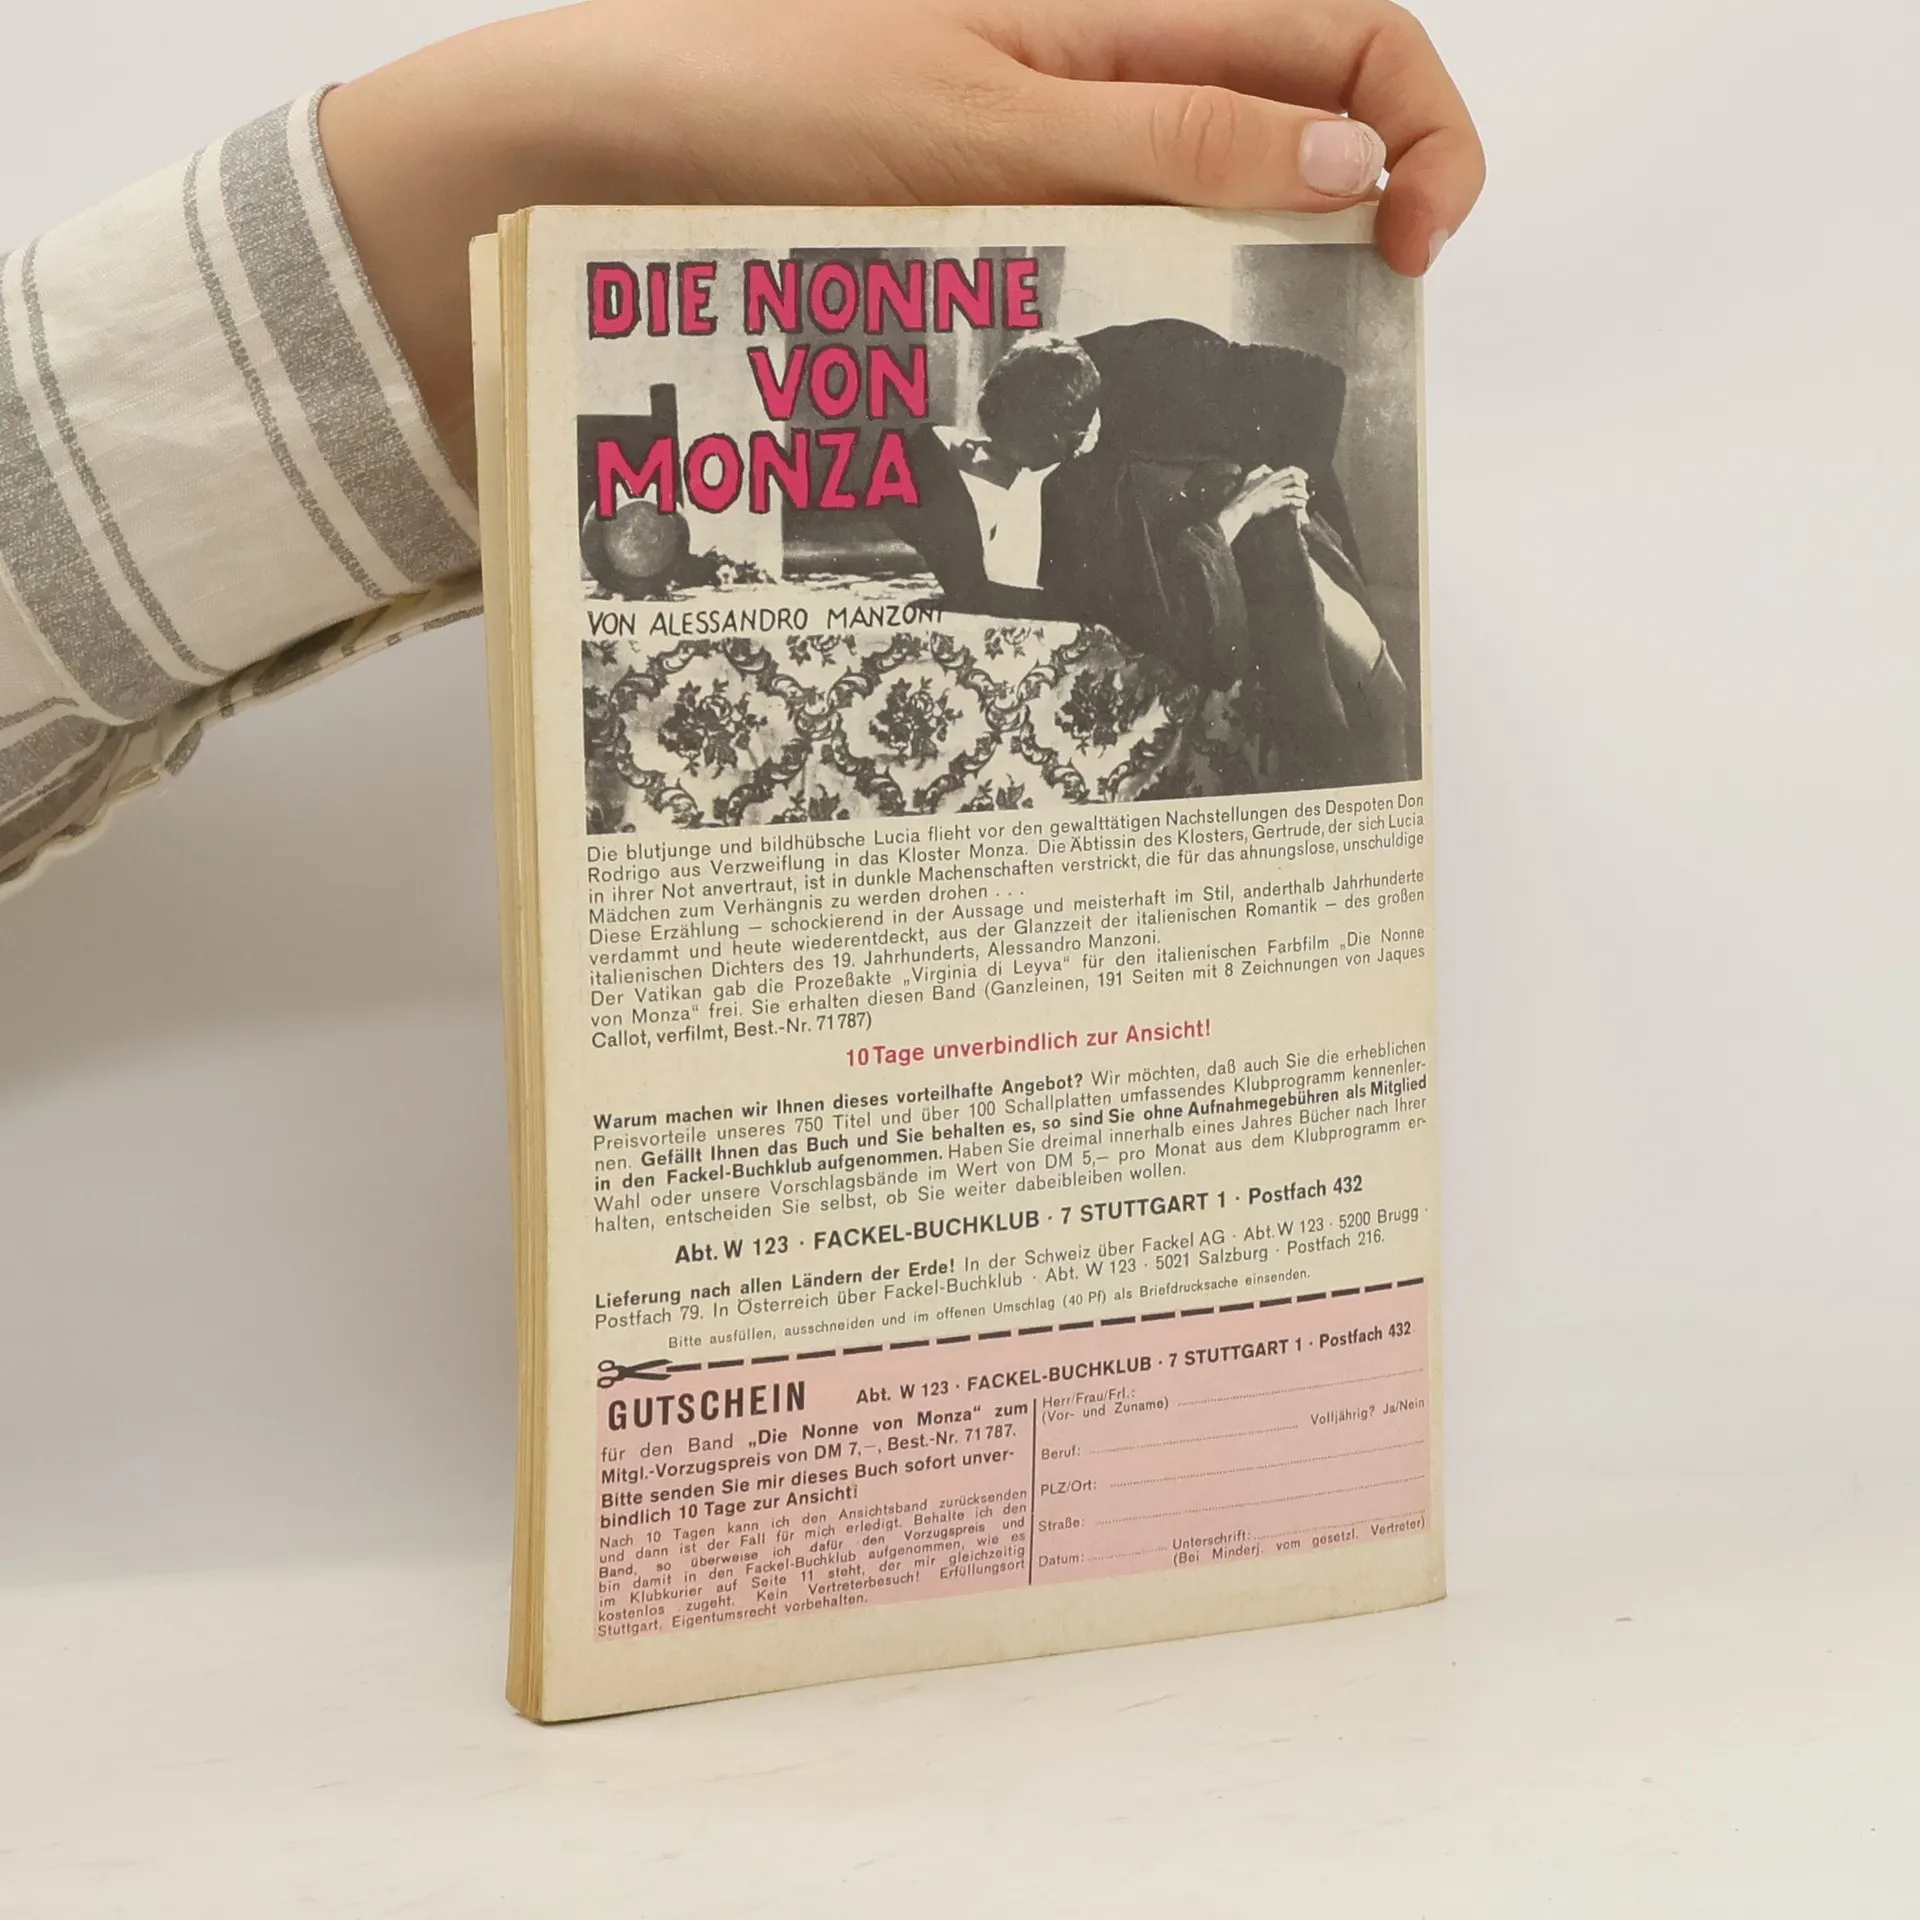 DIE NONNE
VON
MONZA
VON ALESSANDRO MANZONI
Die blutjunge und bildhübsche Lucia flieht vor den gewalttätigen Nachstellungen des Despoten Don
Rodrigo aus Verzweiflung in das Kloster Monza. Die Äbtissin des Klosters, Gertrude, der sich Lucia
in ihrer Not anvertraut, ist in dunkle Machenschaften verstrickt, die für das ahnungslose, unschuldige
Mädchen zum Verhängnis zu werden drohen . . .
Diese Erzählung — schockierend in der Aussage und meisterhaft im Stil, anderthalb Jahrhunderte
verdammt und heute wiederentdeckt, aus der Glanzzeit der italienischen Romantik — des großen
italienischen Dichters des 19. Jahrhunderts, Alessandro Manzoni.
Der Vatikan gab die Prozeßakte „Virginia di Leyva“ für den italienischen Farbfilm „Die Nonne
von Monza“ frei. Sie erhalten diesen Band (Ganzleinen, 191 Seiten mit 8 Zeichnungen von Jaques
Callot, verfilmt, Best.-Nr. 71 787)
10 Tage unverbindlich zur Ansicht!
Warum machen wir Ihnen dieses vorteilhafte Angebot? Wir möchten, daß auch Sie die erheblichen
Preisvorteile unseres 750 Titel und über 100 Schallplatten umfassendes Klubprogramm kennenler-
nen. Gefällt Ihnen das Buch und Sie behalten es, so sind Sie ohne Aufnahmegebühren als Mitglied
in den Fackel-Buchklub aufgenommen. Haben Sie dreimal innerhalb eines Jahres Bücher nach Ihrer
Wahl oder unsere Vorschlagsbände im Wert von DM 5,— pro Monat aus dem Klubprogramm er-
halten, entscheiden Sie selbst, ob Sie weiter dabeibleiben wollen.
Abt. W 123 · FACKEL-BUCHKLUB · 7 STUTTGART 1 · Postfach 432
Lieferung nach allen Ländern der Erde! In der Schweiz über Fackel AG · Abt. W 123 · 5200 Brugg ·
Postfach 79. In Österreich über Fackel-Buchklub · Abt. W 123 · 5021 Salzburg · Postfach 216.
Bitte ausfüllen, ausschneiden und im offenen Umschlag (40 Pf) als Briefdrucksache einsenden.
GUTSCHEIN
Abt. W 123 · FACKEL-BUCHKLUB · 7 STUTTGART 1 · Postfach 432
für den Band „Die Nonne von Monza“ zum
Mitgl.-Vorzugspreis von DM 7,—, Best.-Nr. 71 787.
Bitte senden Sie mir dieses Buch sofort unver-
bindlich 10 Tage zur Ansicht!
Nach 10 Tagen kann ich den Ansichtsband zurücksenden
und dann ist der Fall für mich erledigt. Behalte ich den
Band, so überweise ich dafür den Vorzugspreis und
bin damit in den Fackel-Buchklub aufgenommen, wie es
im Klubkurier auf Seite 11 steht, der mir gleichzeitig
kostenlos zugeht. Kein Vertreterbesuch! Erfüllungsort
Stuttgart, Eigentumsrecht vorbehalten.
Herr/Frau/Frl.:
(Vor- und Zuname)
Volljährig? Ja/Nein
Beruf:
PLZ/Ort:
Straße:
Datum: Unterschrift:
(Bei Minderj. vom gesetzl. Vertreter)